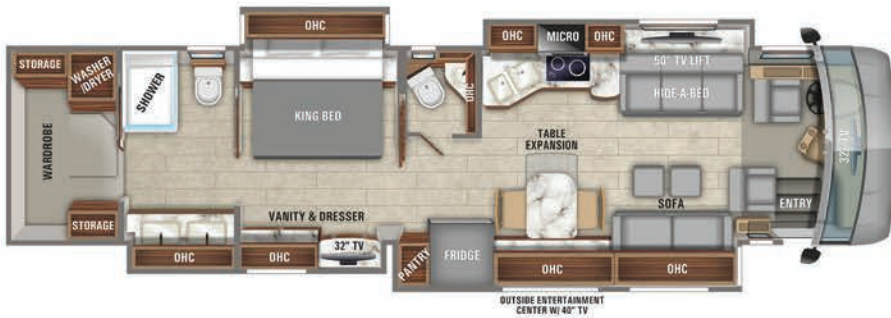 OHC
OHC
MICRO
OHC
STORAGE
WASHER
/DRYER
SHOWER
50" TV LIFT
HIDE-A-BED
OHC
KING BED
32" TV
TABLE
EXPANSION
WARDROBE
SOFA
ENTRY
STORAGE
VANITY & DRESSER
32" TV
OHC
OHC
PANTRY
FRIDGE
OHC
OHC
OUTSIDE ENTERTAINMENT
CENTER W/ 40" TV